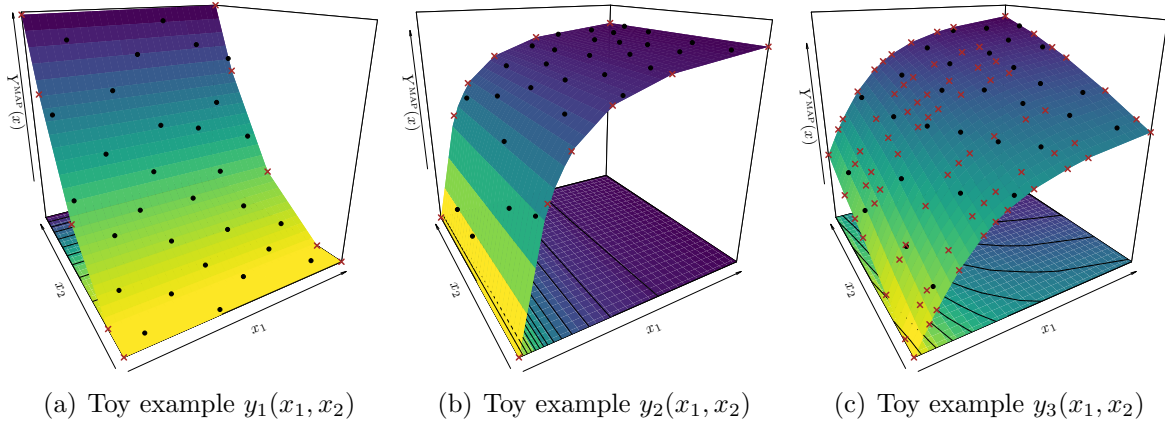 Y^MAP(x)
x_2
x_1
Y^MAP(x)
x_2
x_1
Y^MAP(x)
x_2
x_1
(a) Toy example y_1(x_1, x_2)
(b) Toy example y_2(x_1, x_2)
(c) Toy example y_3(x_1, x_2)